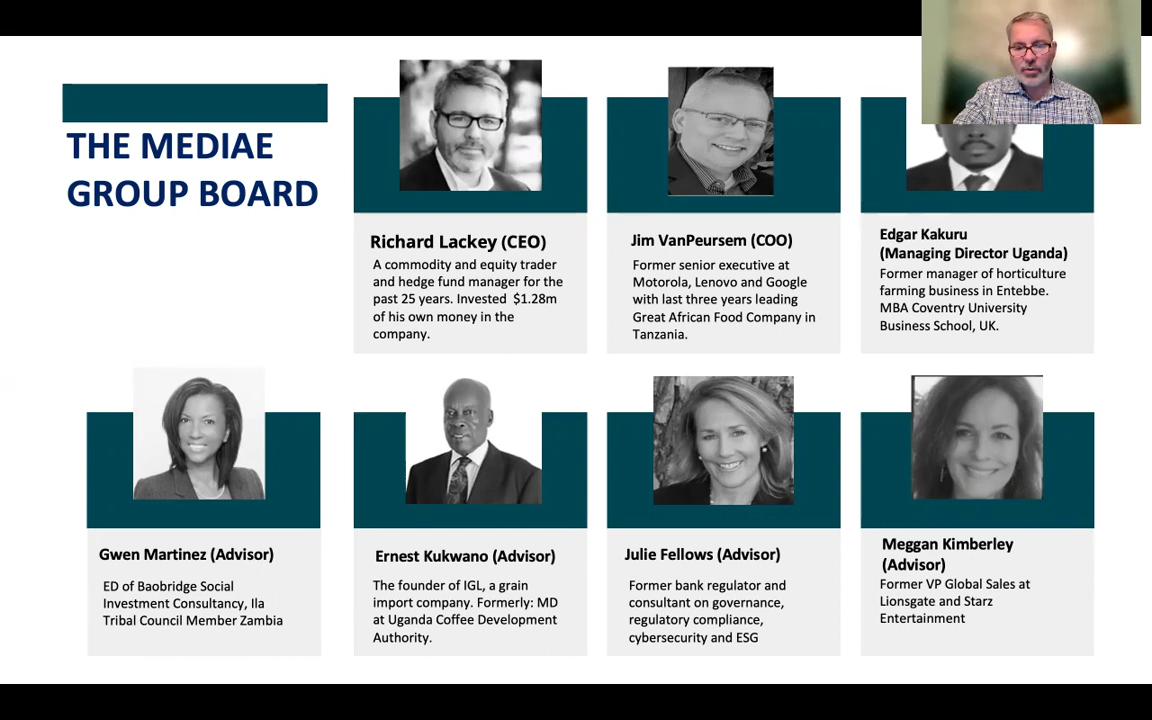 THE MEDIAE
GROUP BOARD
Richard Lackey (CEO)
A commodity and equity trader
and hedge fund manager for the
past 25 years. Invested $1.28m
of his own money in the
company.
Jim VanPeursem (COO)
Former senior executive at
Motorola, Lenovo and Google
with last three years leading
Great African Food Company in
Tanzania.
Edgar Kakuru
(Managing Director Uganda)
Former manager of horticulture
farming business in Entebbe.
MBA Coventry University
Business School, UK.
Gwen Martinez (Advisor)
ED of Baobridge Social
Investment Consultancy, Ila
Tribal Council Member Zambia
Ernest Kukwano (Advisor)
The founder of IGL, a grain
import company. Formerly: MD
at Uganda Coffee Development
Authority.
Julie Fellows (Advisor)
Former bank regulator and
consultant on governance,
regulatory compliance,
cybersecurity and ESG
Meggan Kimberley
(Advisor)
Former VP Global Sales at
Lionsgate and Starz
Entertainment